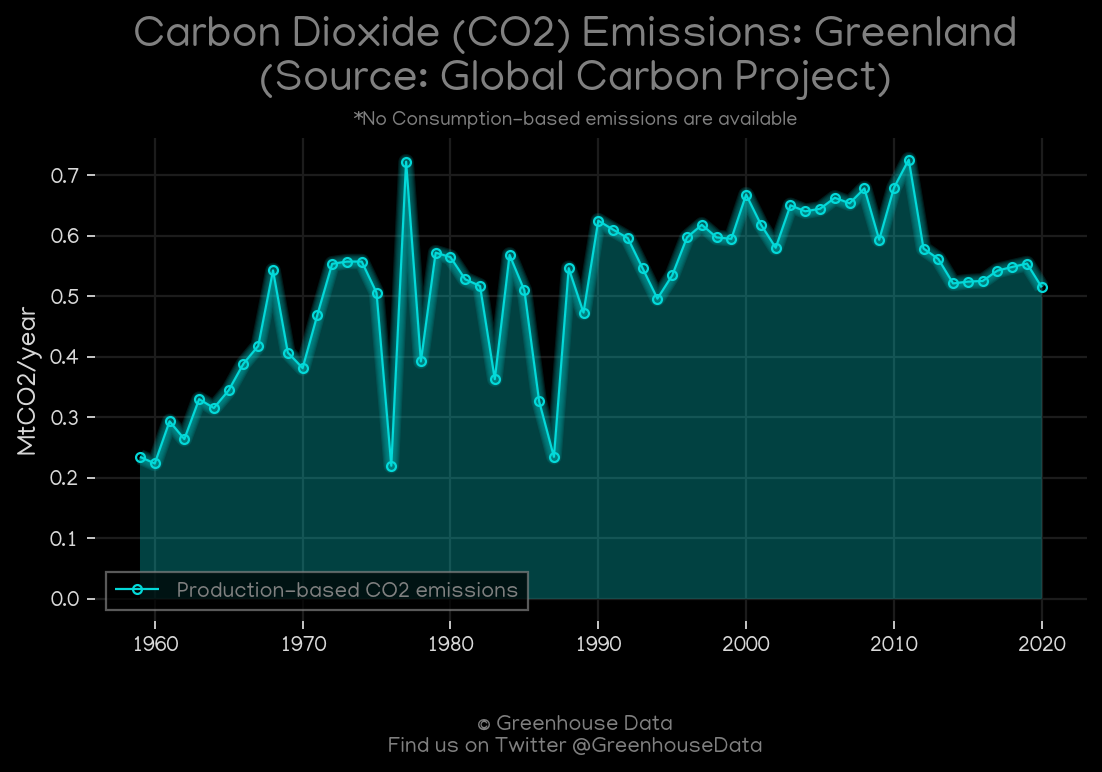 Carbon Dioxide (CO2) Emissions: Greenland
(Source: Global Carbon Project)
*No Consumption-based emissions are available
0.7
0.6
0.5
0.4
0.3
0.2
0.1
0.0
MtCO2/year
Production-based CO2 emissions
1960 1970 1980 1990 2000 2010 2020
© Greenhouse Data
Find us on Twitter @GreenhouseData